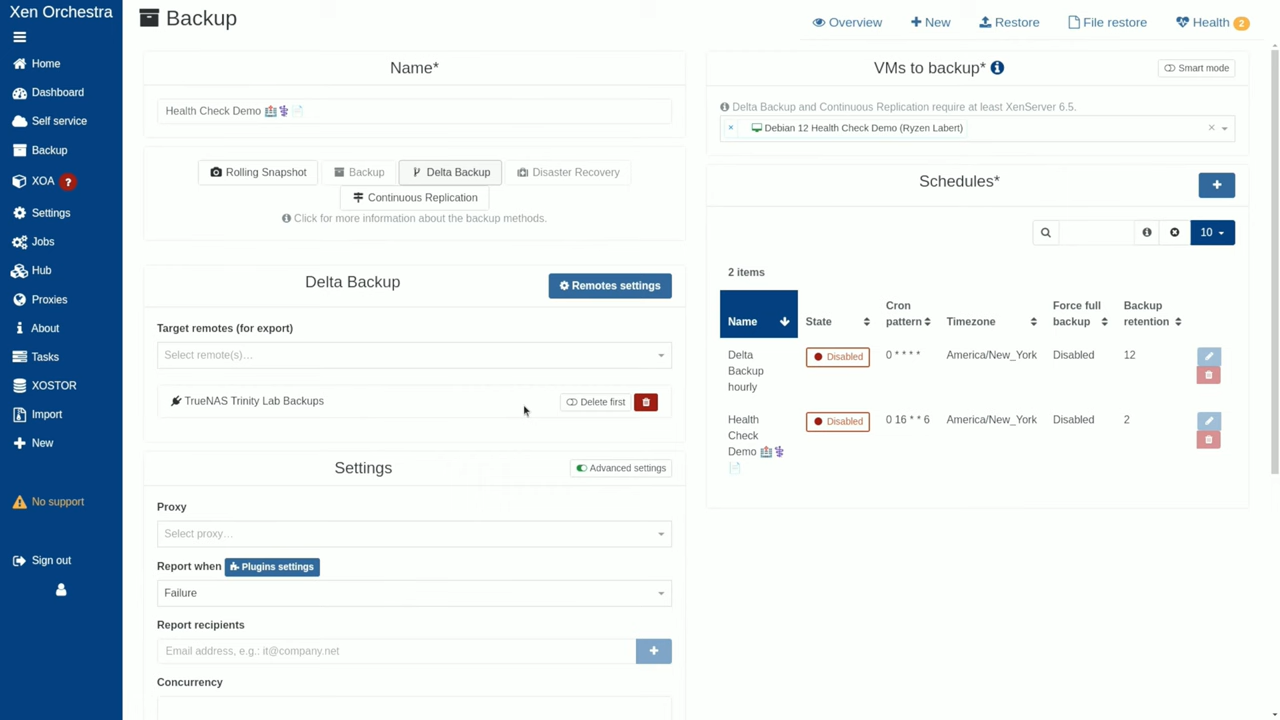 Xen Orchestra
Home
Dashboard
Self service
Backup
XOA ?
Settings
Jobs
Hub
Proxies
About
Tasks
XOSTOR
Import
New
No support
Sign out
Backup
Overview
New
Restore
File restore
Health 2
Name*
Health Check Demo 🏥⚕️📄
Rolling Snapshot
Backup
Delta Backup
Disaster Recovery
Continuous Replication
Click for more information about the backup methods.
Delta Backup
Remotes settings
Target remotes (for export)
Select remote(s)…
TrueNAS Trinity Lab Backups
Delete first
Settings
Advanced settings
Proxy
Select proxy…
Report when
Plugins settings
Failure
Report recipients
Email address, e.g.: it@company.net
Concurrency
VMs to backup*
Smart mode
Delta Backup and Continuous Replication require at least XenServer 6.5.
Debian 12 Health Check Demo (Ryzen Labert)
Schedules*
10
2 items
Name
State
Cron pattern
Timezone
Force full backup
Backup retention
Delta Backup hourly
Disabled
0 * * * *
America/New_York
Disabled
12
Health Check Demo 🏥⚕️📄
Disabled
0 16 * * 6
America/New_York
Disabled
2